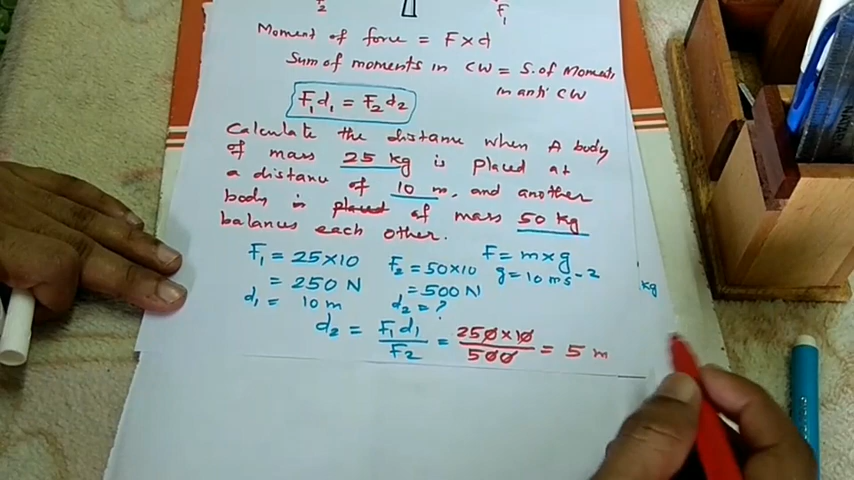 F2
F1
Moment of force = F×d
Sum of moments in CW = S. of Moments
in anti CW
F1d1 = F2d2
Calculate the distance when A body
of mass 25 kg is placed at
a distance of 10 m, and another
body is placed of mass 50 kg
balances each other.
F1 = 25×10
= 250 N
d1 = 10 m
F2 = 50×10
= 500 N
d2 = ?
F = m×g
g = 10 ms-2
kg
d2 = F1d1/F2 = 250×10/500 = 5 m